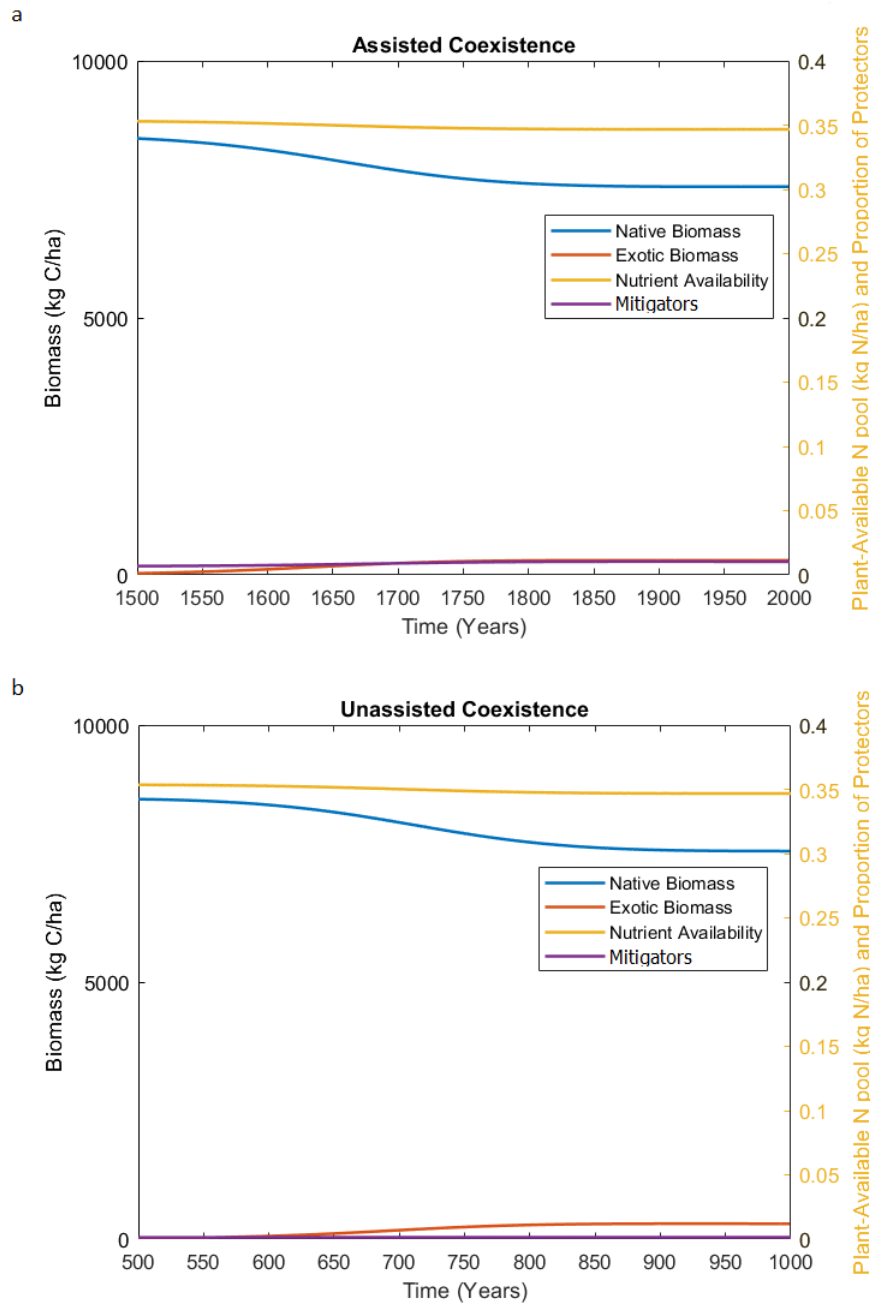 a
Assisted Coexistence
10000
5000
0
Biomass (kg C/ha)
0.4
0.35
0.3
0.25
0.2
0.15
0.1
0.05
0
Plant-Available N pool (kg N/ha) and Proportion of Protectors
Native Biomass
Exotic Biomass
Nutrient Availability
Mitigators
1500 1550 1600 1650 1700 1750 1800 1850 1900 1950 2000
Time (Years)
b
Unassisted Coexistence
10000
5000
0
Biomass (kg C/ha)
0.4
0.35
0.3
0.25
0.2
0.15
0.1
0.05
0
Plant-Available N pool (kg N/ha) and Proportion of Protectors
Native Biomass
Exotic Biomass
Nutrient Availability
Mitigators
500 550 600 650 700 750 800 850 900 950 1000
Time (Years)